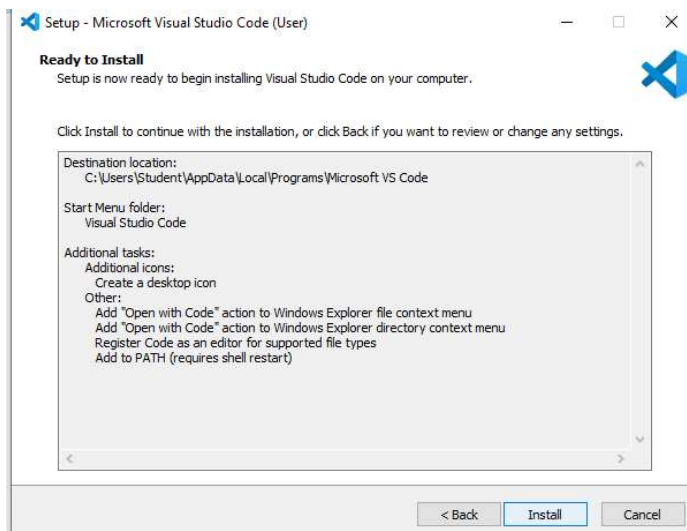 Setup - Microsoft Visual Studio Code (User)
Ready to Install
Setup is now ready to begin installing Visual Studio Code on your computer.
Click Install to continue with the installation, or click Back if you want to review or change any settings.
Destination location:
C:\Users\Student\AppData\Local\Programs\Microsoft VS Code
Start Menu folder:
Visual Studio Code
Additional tasks:
Additional icons:
Create a desktop icon
Other:
Add "Open with Code" action to Windows Explorer file context menu
Add "Open with Code" action to Windows Explorer directory context menu
Register Code as an editor for supported file types
Add to PATH (requires shell restart)
< Back Install Cancel